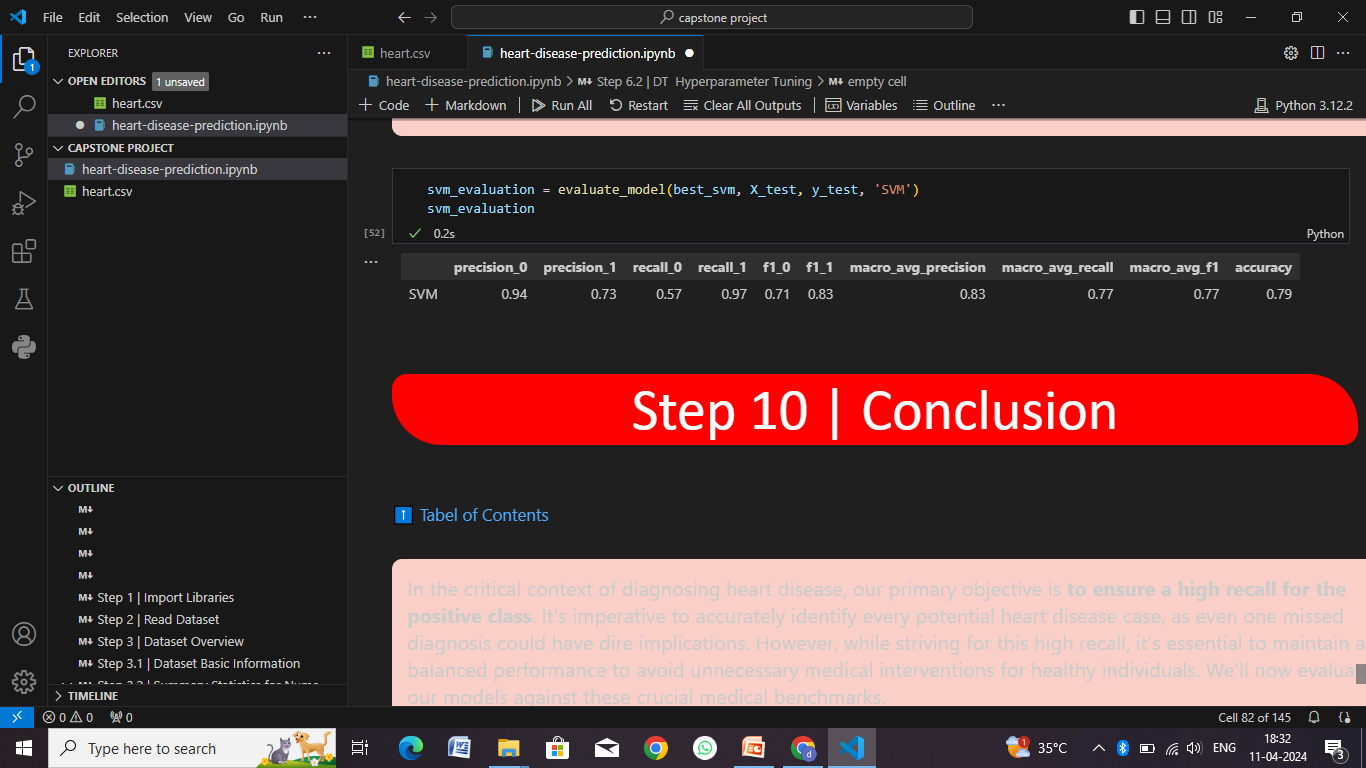 File Edit Selection View Go Run ··· capstone project
EXPLORER ···
OPEN EDITORS 1 unsaved
heart.csv
heart-disease-prediction.ipynb
CAPSTONE PROJECT
heart-disease-prediction.ipynb
heart.csv
OUTLINE
M↓
M↓
M↓
M↓
M↓ Step 1 | Import Libraries
M↓ Step 2 | Read Dataset
M↓ Step 3 | Dataset Overview
M↓ Step 3.1 | Dataset Basic Information
TIMELINE
heart.csv heart-disease-prediction.ipynb ●
heart-disease-prediction.ipynb > M↓ Step 6.2 | DT Hyperparameter Tuning > M↓ empty cell
+ Code + Markdown | Run All Restart Clear All Outputs | Variables Outline ··· Python 3.12.2
svm_evaluation = evaluate_model(best_svm, X_test, y_test, 'SVM')
svm_evaluation
[52] ✓ 0.2s Python
···
precision_0 precision_1 recall_0 recall_1 f1_0 f1_1 macro_avg_precision macro_avg_recall macro_avg_f1 accuracy
SVM 0.94 0.73 0.57 0.97 0.71 0.83 0.83 0.77 0.77 0.79
Step 10 | Conclusion
↑ Tabel of Contents
In the critical context of diagnosing heart disease, our primary objective is to ensure a high recall for the
positive class. It's imperative to accurately identify every potential heart disease case, as even one missed
diagnosis could have dire implications. However, while striving for this high recall, it's essential to maintain a
balanced performance to avoid unnecessary medical interventions for healthy individuals. We'll now evalua
our models against these crucial medical benchmarks.
0 0 0 Cell 82 of 145
Type here to search 35°C ENG 18:32
11-04-2024
1
1
3